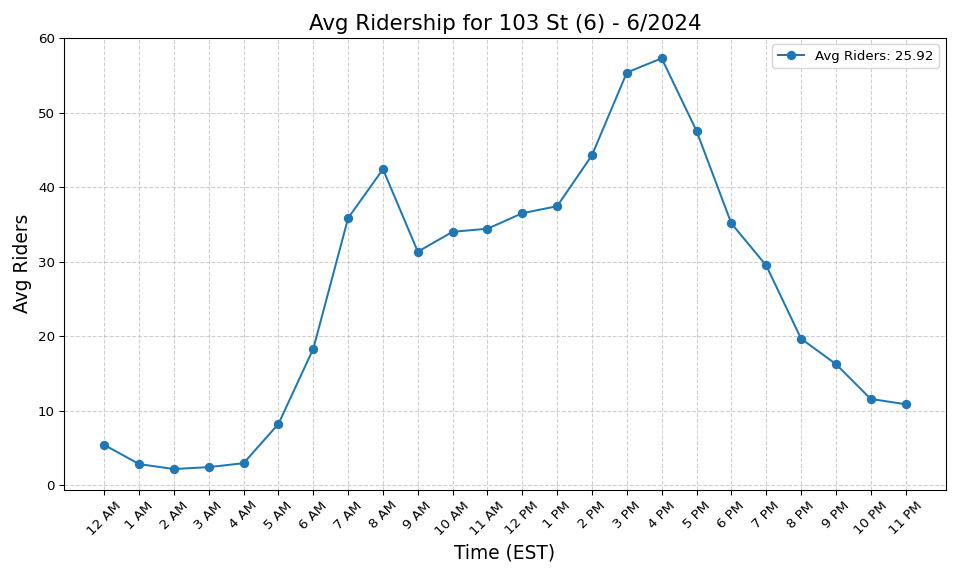 Avg Ridership for 103 St (6) - 6/2024
Avg Riders: 25.92
60
50
40
30
20
10
0
Avg Riders
12 AM
1 AM
2 AM
3 AM
4 AM
5 AM
6 AM
7 AM
8 AM
9 AM
10 AM
11 AM
12 PM
1 PM
2 PM
3 PM
4 PM
5 PM
6 PM
7 PM
8 PM
9 PM
10 PM
11 PM
Time (EST)